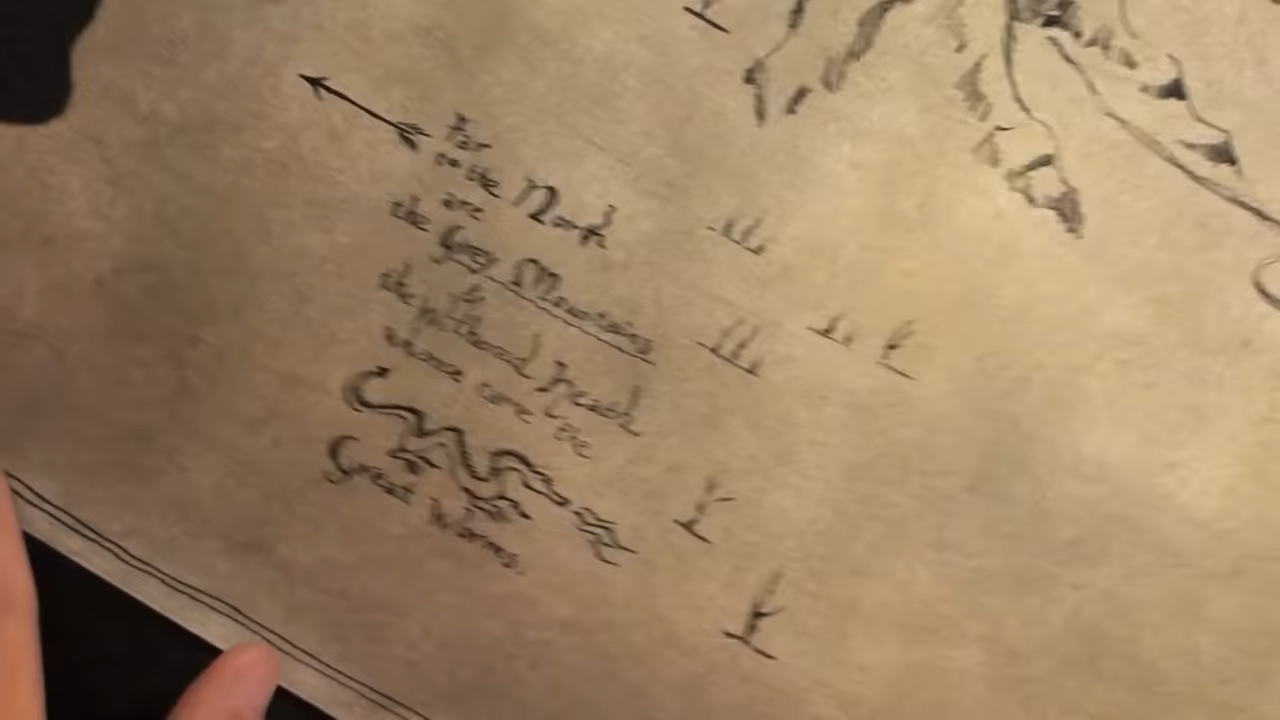 Far
to the North
are
the Grey Mountains
&
the Withered Heath
whence came the
Great Worms